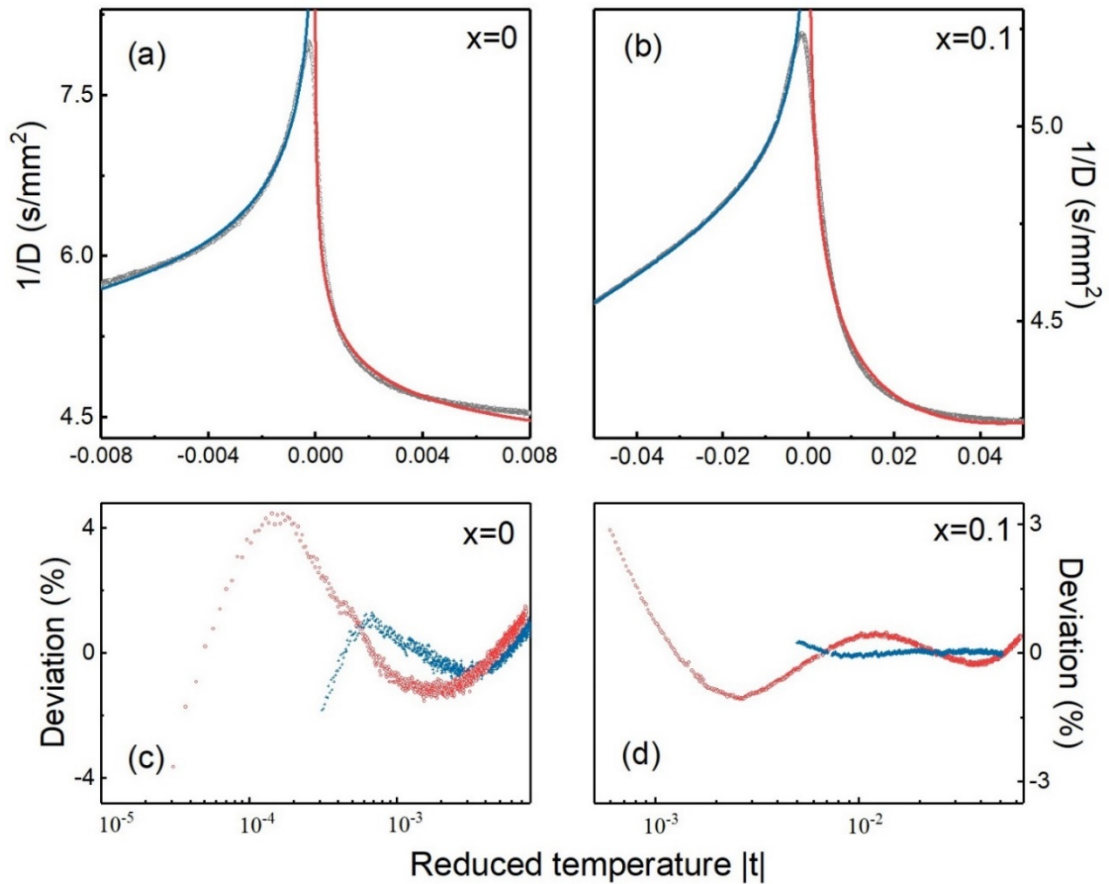 (a)
x=0
7.5
6.0
4.5
1/D (s/mm²)
-0.008
-0.004
0.000
0.004
0.008
(b)
x=0.1
5.0
4.5
1/D (s/mm²)
-0.04
-0.02
0.00
0.02
0.04
(c)
x=0
4
0
-4
Deviation (%)
10⁻⁵
10⁻⁴
10⁻³
(d)
x=0.1
3
0
-3
Deviation (%)
10⁻³
10⁻²
Reduced temperature |t|